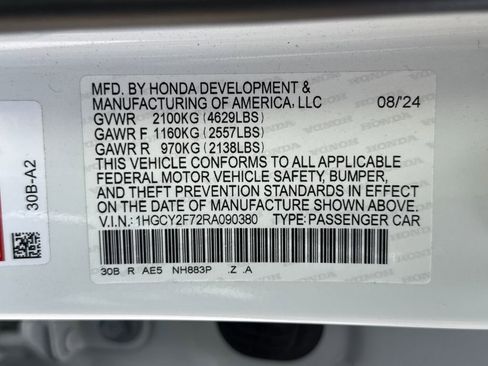 MFD. BY HONDA DEVELOPMENT &
MANUFACTURING OF AMERICA, LLC 08/'24
GVWR 2100KG (4629LBS)
GAWR F 1160KG (2557LBS)
GAWR R 970KG (2138LBS)
THIS VEHICLE CONFORMS TO ALL APPLICABLE
FEDERAL MOTOR VEHICLE SAFETY, BUMPER,
AND THEFT PREVENTION STANDARDS IN EFFECT
ON THE DATE OF MANUFACTURE SHOWN ABOVE.
V.I.N.: 1HGCY2F72RA090380 TYPE: PASSENGER CAR
30B R AE5 NH883P .Z .A
30B-A2